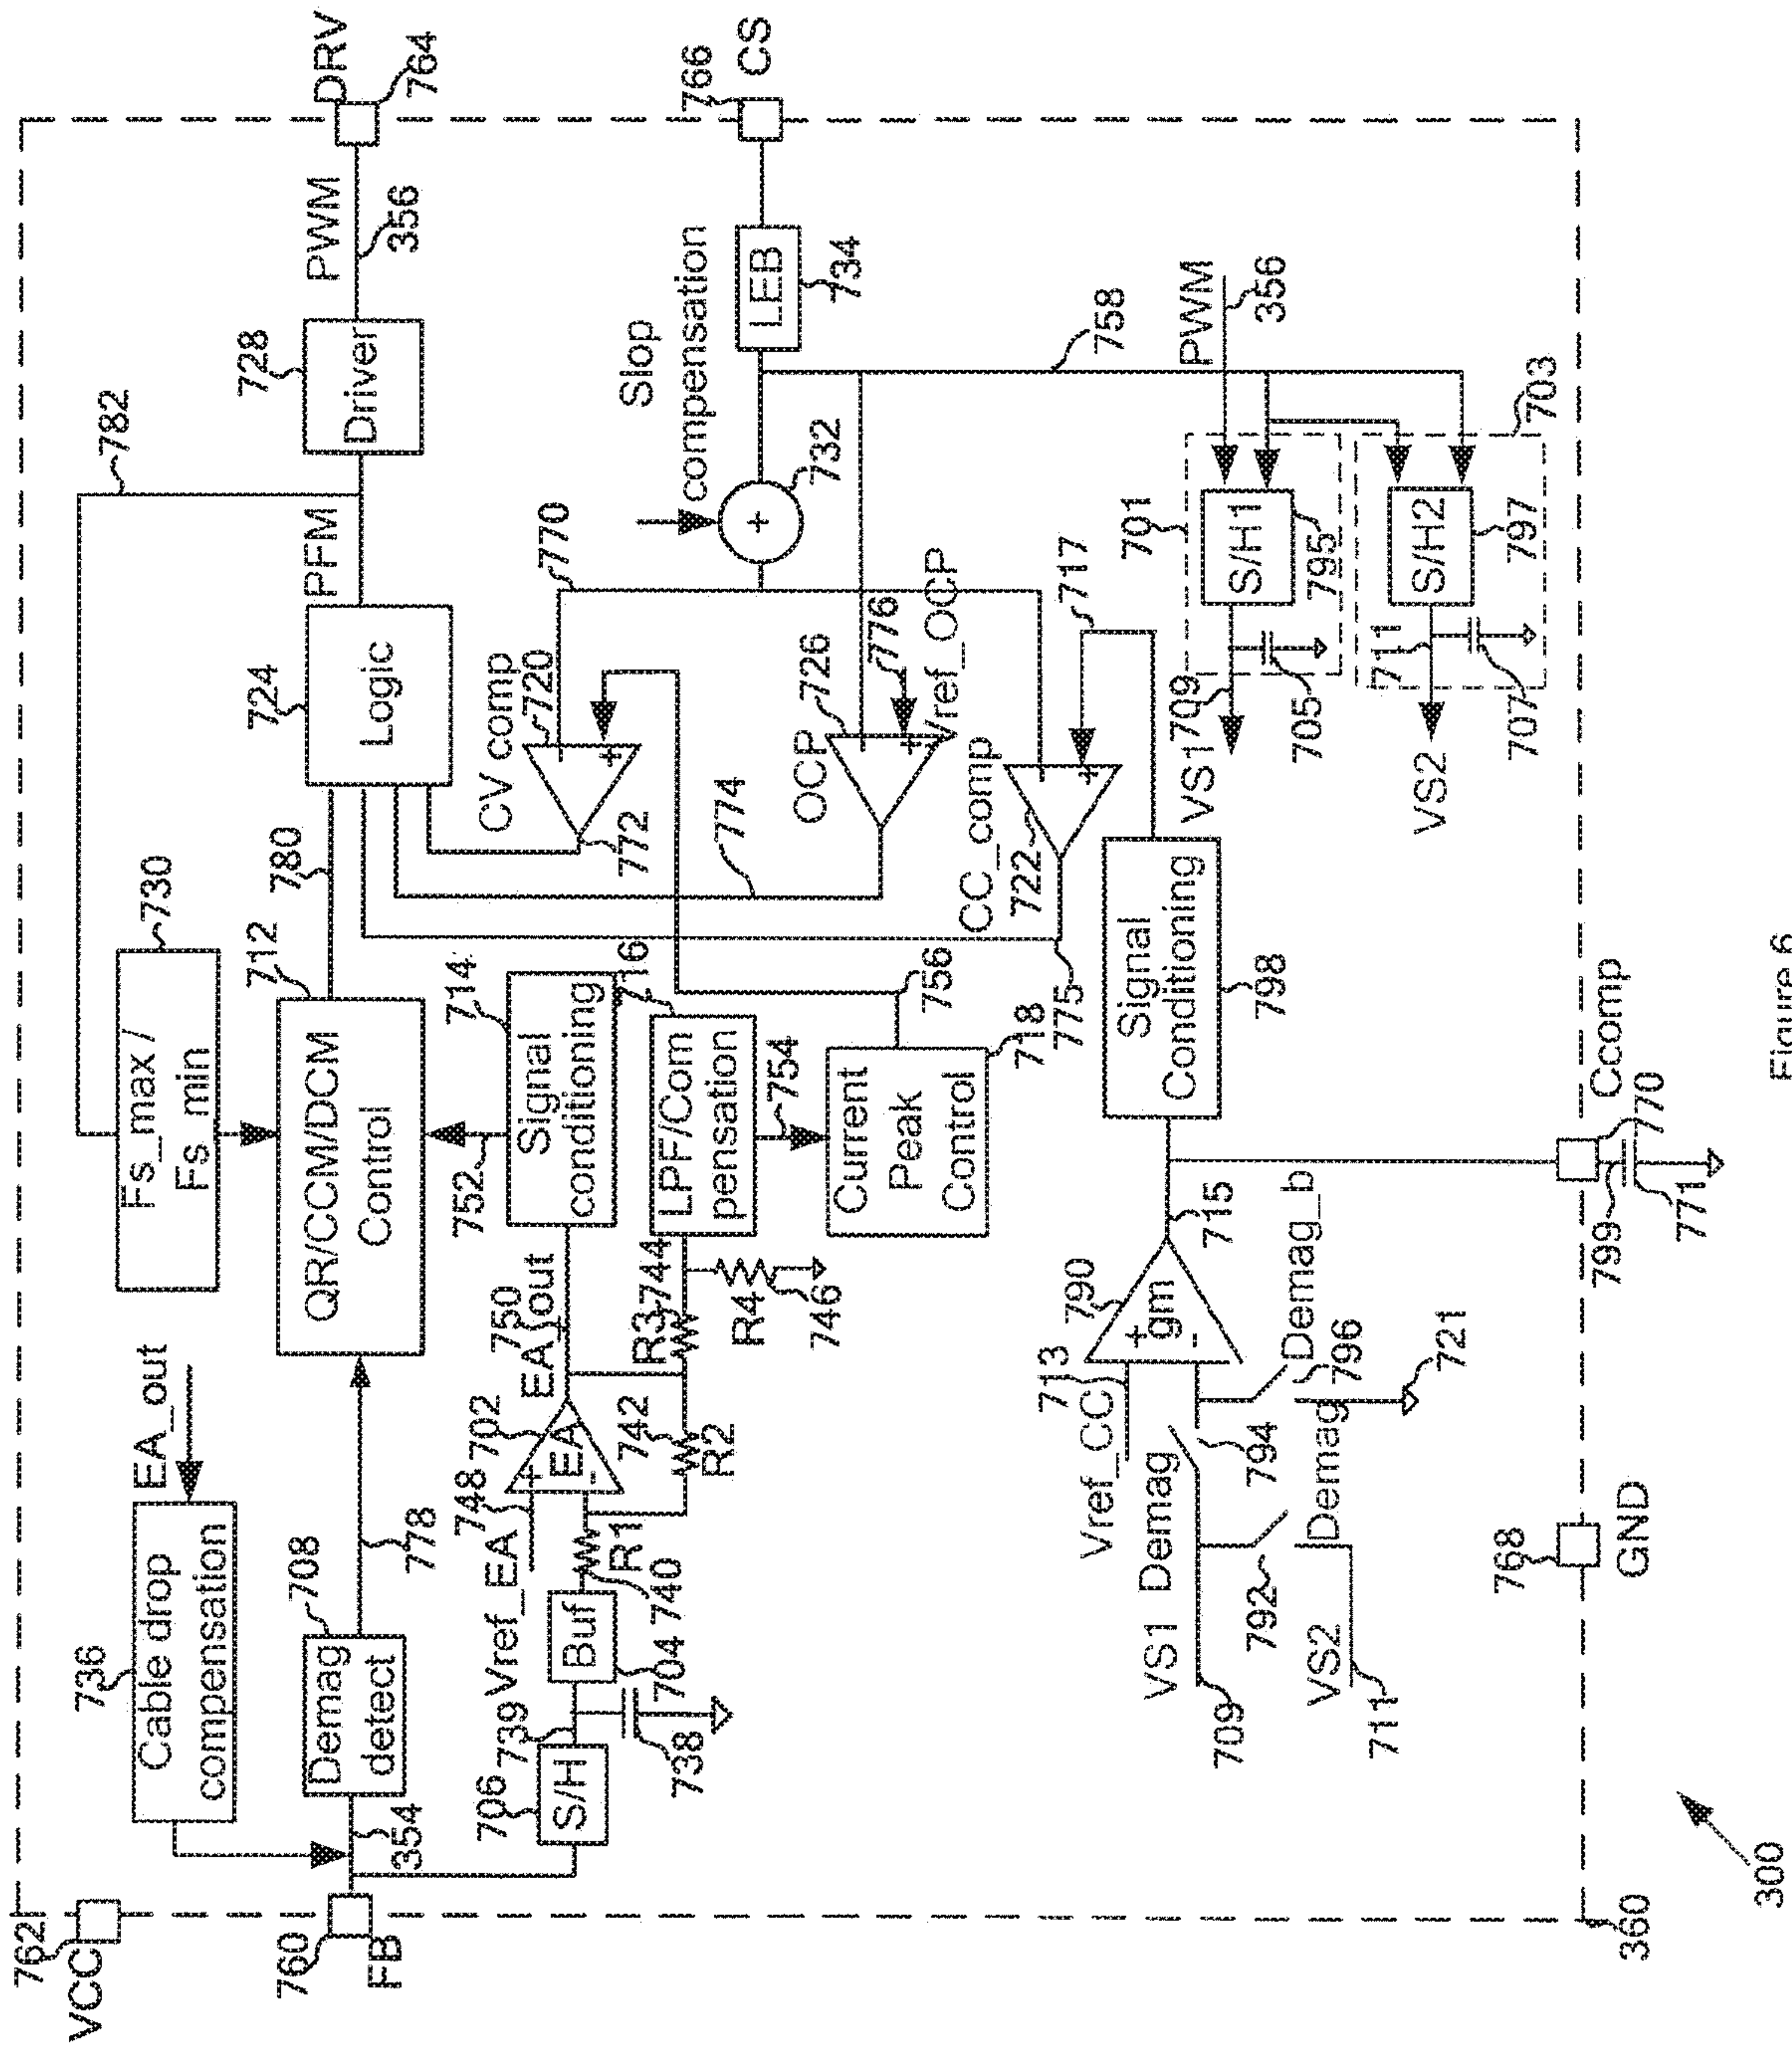 762
VCC
736
Cable drop
compensation
EA_out
Fs_max /
Fs_min
730
782
760
FB
354
Demag
detect
708
778
QR/CCM/DCM
Control
712
780
Logic
724
PFM
Driver
728
PWM
356
DRV
764
706
S/H
739
738
Buf
704
740
R1
Vref_EA
748
EA
+
-
702
742
R2
750
EA_out
R3
744
R4
746
752
Signal
conditioning
714
716
LPF/Com
pensation
754
Current
Peak
Control
718
756
CV comp
720
-
+
772
770
774
OCP
726
-
+
776
Vref_OCP
CC_comp
722
-
+
775
717
Slop
compensation
+
732
LEB
734
766
CS
758
PWM
356
701
S/H1
795
709
VS1
705
703
S/H2
797
711
VS2
707
Vref_CC
713
gm
+
-
790
715
Signal
Conditioning
798
VS1
709
Demag
794
Demag_b
796
721
792
Demag
VS2
711
768
GND
Ccomp
770
799
771
360
300
Figure 6